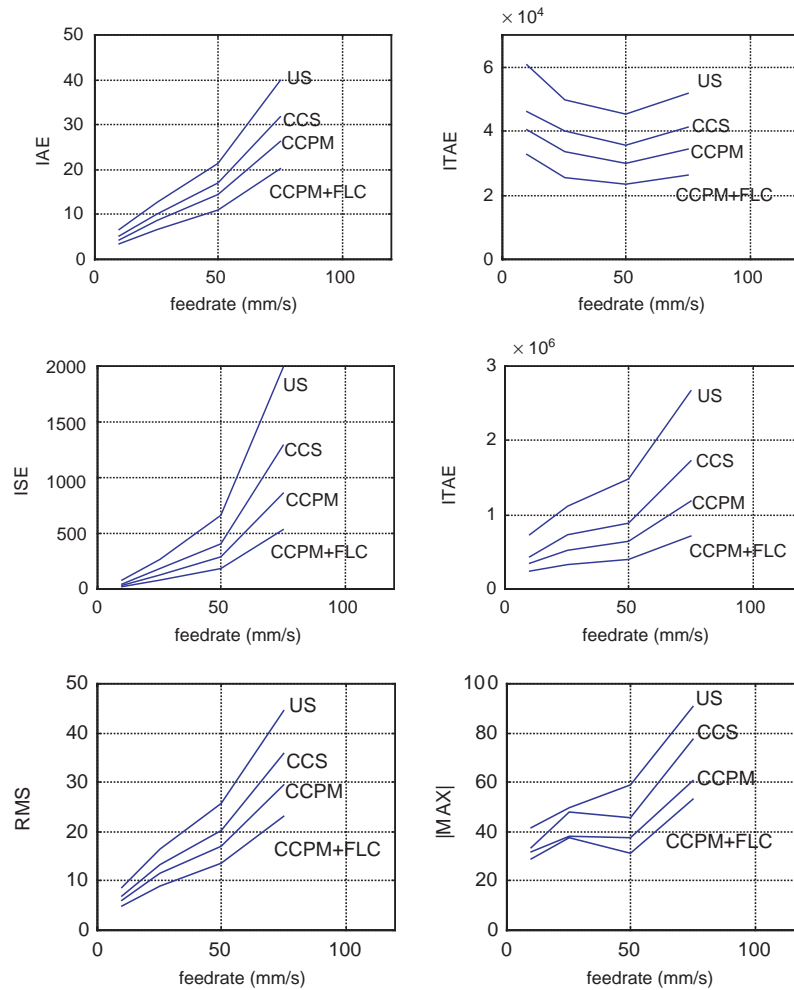 50
40
30
20
10
0
IAE
US
CCS
CCPM
CCPM+FLC
0 50 100
feedrate (mm/s)
× 10^4
6
4
2
0
ITAE
US
CCS
CCPM
CCPM+FLC
0 50 100
feedrate (mm/s)
2000
1500
1000
500
0
ISE
US
CCS
CCPM
CCPM+FLC
0 50 100
feedrate (mm/s)
× 10^6
3
2
1
0
ITAE
US
CCS
CCPM
CCPM+FLC
0 50 100
feedrate (mm/s)
50
40
30
20
10
0
RMS
US
CCS
CCPM
CCPM+FLC
0 50 100
feedrate (mm/s)
100
80
60
40
20
0
|MAX|
US
CCS
CCPM
CCPM+FLC
0 50 100
feedrate (mm/s)